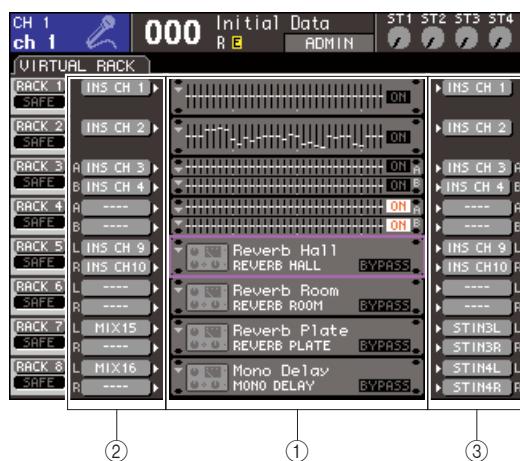 CH 1 000 Initial Data ST1 ST2 ST3 ST4
ch 1 R E ADMIN
VIRTUAL RACK
RACK 1 SAFE INS CH 1 ON INS CH 1
RACK 2 SAFE INS CH 2 ON INS CH 2
RACK 3 SAFE A INS CH 3 ON A INS CH 3 A
B INS CH 4 ON B INS CH 4 B
RACK 4 SAFE A ---- ON A ---- A
B ---- ON B ---- B
RACK 5 SAFE L INS CH 9 Reverb Hall INS CH 9 L
R INS CH10 REVERB HALL BYPASS INS CH10 R
RACK 6 SAFE L ---- Reverb Room ---- L
R ---- REVERB ROOM BYPASS ---- R
RACK 7 SAFE L MIX15 Reverb Plate STIN3L L
R ---- REVERB PLATE BYPASS STIN3R R
RACK 8 SAFE L MIX16 Mono Delay STIN4L L
R ---- MONO DELAY BYPASS STIN4R R
② ① ③